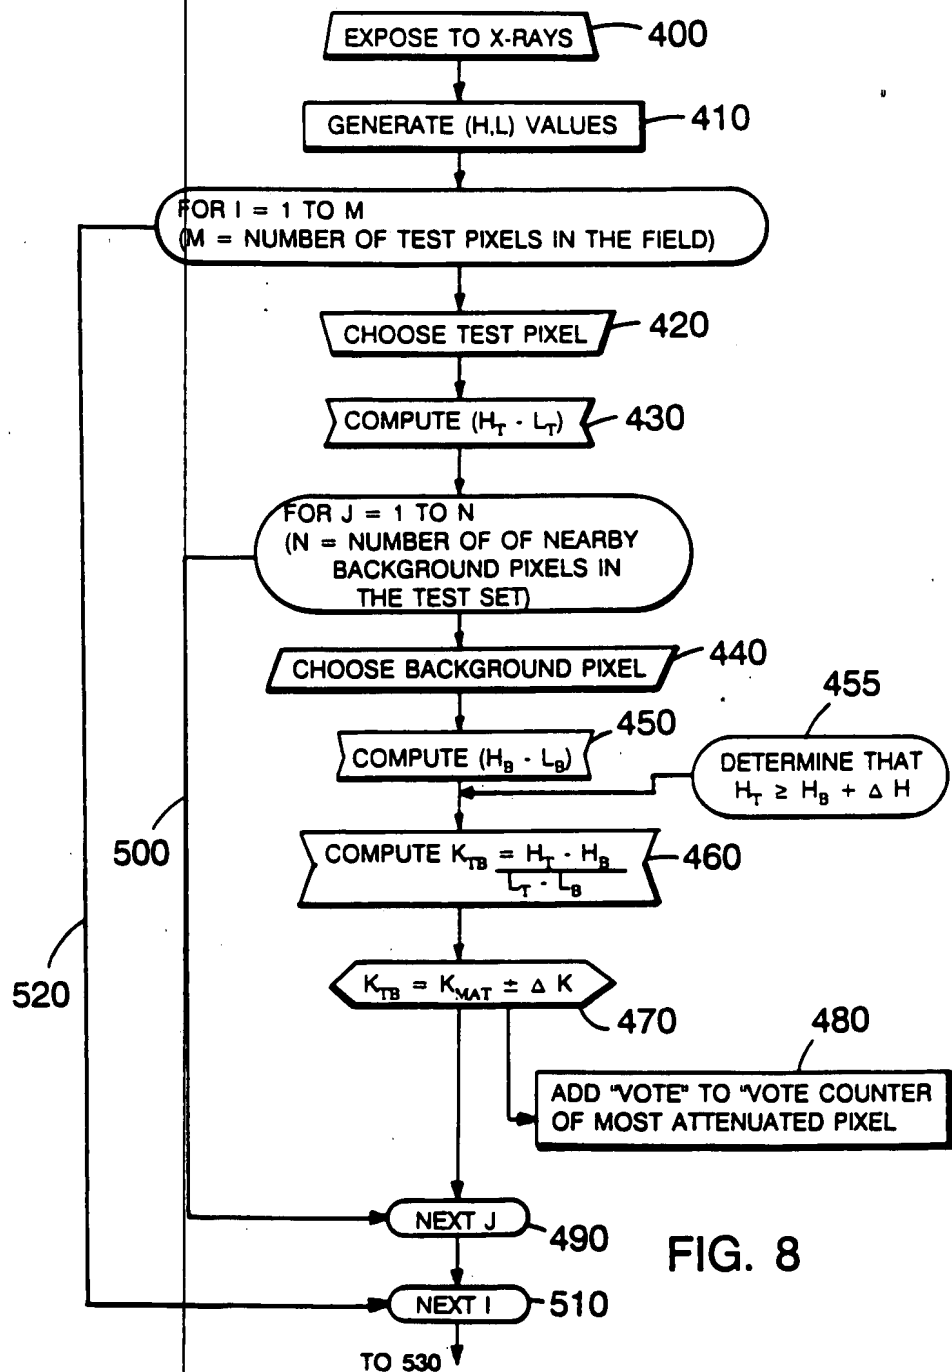 EXPOSE TO X-RAYS
400
GENERATE (H,L) VALUES
410
FOR I = 1 TO M
(M = NUMBER OF TEST PIXELS IN THE FIELD)
CHOOSE TEST PIXEL
420
COMPUTE (H_T - L_T)
430
FOR J = 1 TO N
(N = NUMBER OF OF NEARBY
BACKGROUND PIXELS IN
THE TEST SET)
CHOOSE BACKGROUND PIXEL
440
450
COMPUTE (H_B - L_B)
455
DETERMINE THAT
H_T ≥ H_B + Δ H
500
COMPUTE K_TB = H_T - H_B
L_T - L_B
460
520
K_TB = K_MAT ± Δ K
470
480
ADD "VOTE" TO "VOTE COUNTER
OF MOST ATTENUATED PIXEL
NEXT J
490
FIG. 8
NEXT I
510
TO 530